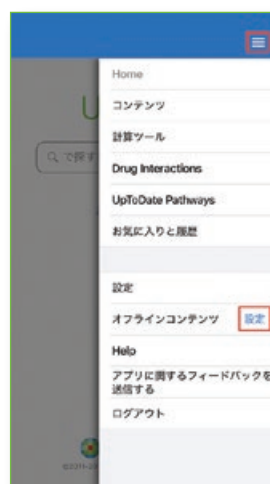 Home
コンテンツ
U
計算ツール
で探す
Drug Interactions
UpToDate Pathways
お気に入りと履歴
設定
オフラインコンテンツ 設定
Help
アプリに関するフィードバックを
送信する
ログアウト